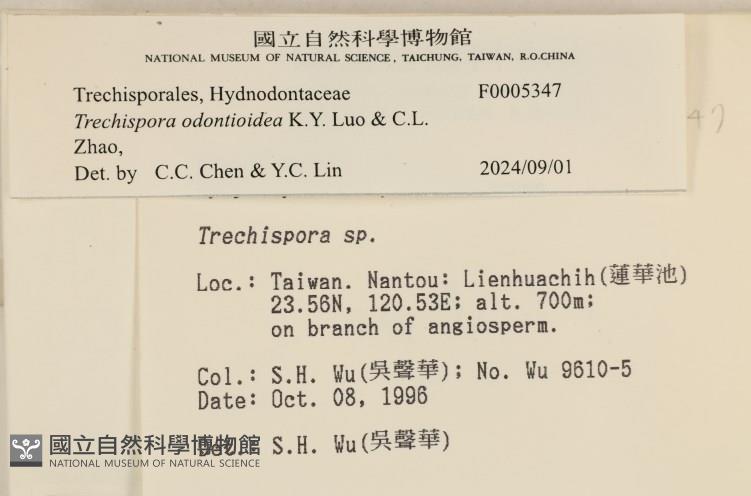 國立自然科學博物館
NATIONAL MUSEUM OF NATURAL SCIENCE, TAICHUNG, TAIWAN, R.O.CHINA
Trechisporales, Hydnodontaceae F0005347
Trechispora odontioidea K.Y. Luo & C.L.
Zhao,
Det. by C.C. Chen & Y.C. Lin 2024/09/01
Trechispora sp.
Loc.: Taiwan. Nantou: Lienhuachih(蓮華池)
23.56N, 120.53E; alt. 700m;
on branch of angiosperm.
Col.: S.H. Wu(吳聲華); No. Wu 9610-5
Date: Oct. 08, 1996
Det.: S.H. Wu(吳聲華)
國立自然科學博物館
NATIONAL MUSEUM OF NATURAL SCIENCE